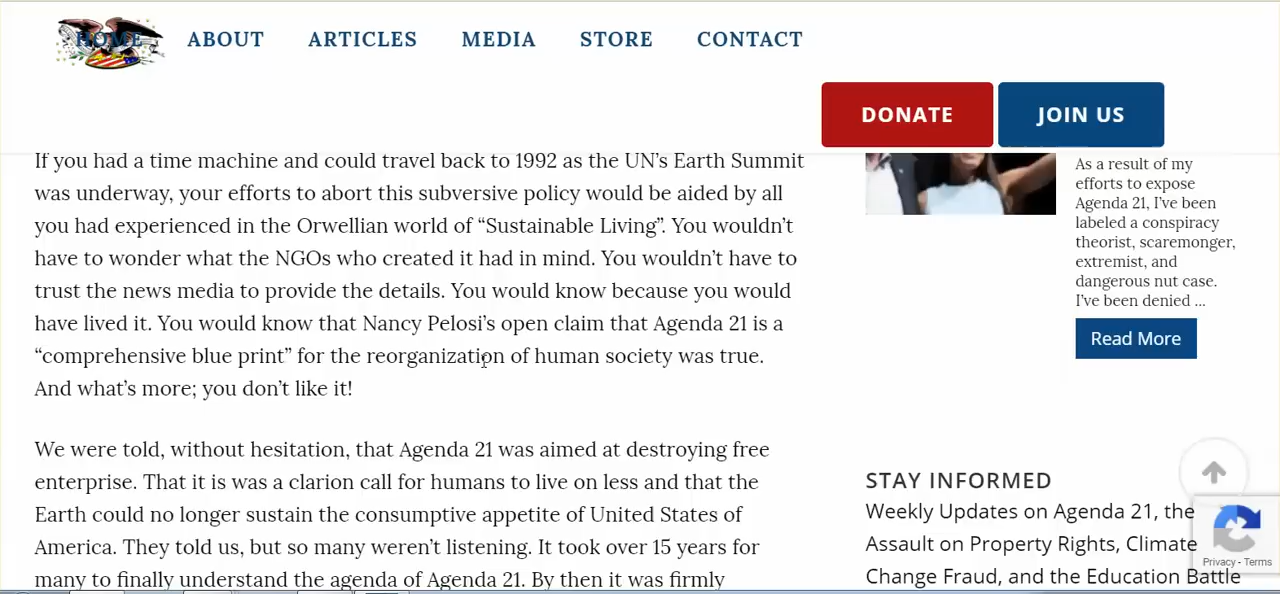 HOME ABOUT ARTICLES MEDIA STORE CONTACT
DONATE JOIN US
If you had a time machine and could travel back to 1992 as the UN’s Earth Summit
was underway, your efforts to abort this subversive policy would be aided by all
you had experienced in the Orwellian world of “Sustainable Living”. You wouldn’t
have to wonder what the NGOs who created it had in mind. You wouldn’t have to
trust the news media to provide the details. You would know because you would
have lived it. You would know that Nancy Pelosi’s open claim that Agenda 21 is a
“comprehensive blue print” for the reorganization of human society was true.
And what’s more; you don’t like it!
We were told, without hesitation, that Agenda 21 was aimed at destroying free
enterprise. That it is was a clarion call for humans to live on less and that the
Earth could no longer sustain the consumptive appetite of United States of
America. They told us, but so many weren’t listening. It took over 15 years for
many to finally understand the agenda of Agenda 21. By then it was firmly
As a result of my
efforts to expose
Agenda 21, I’ve been
labeled a conspiracy
theorist, scaremonger,
extremist, and
dangerous nut case.
I’ve been denied ...
Read More
STAY INFORMED
Weekly Updates on Agenda 21, the
Assault on Property Rights, Climate
Change Fraud, and the Education Battle
Privacy - Terms